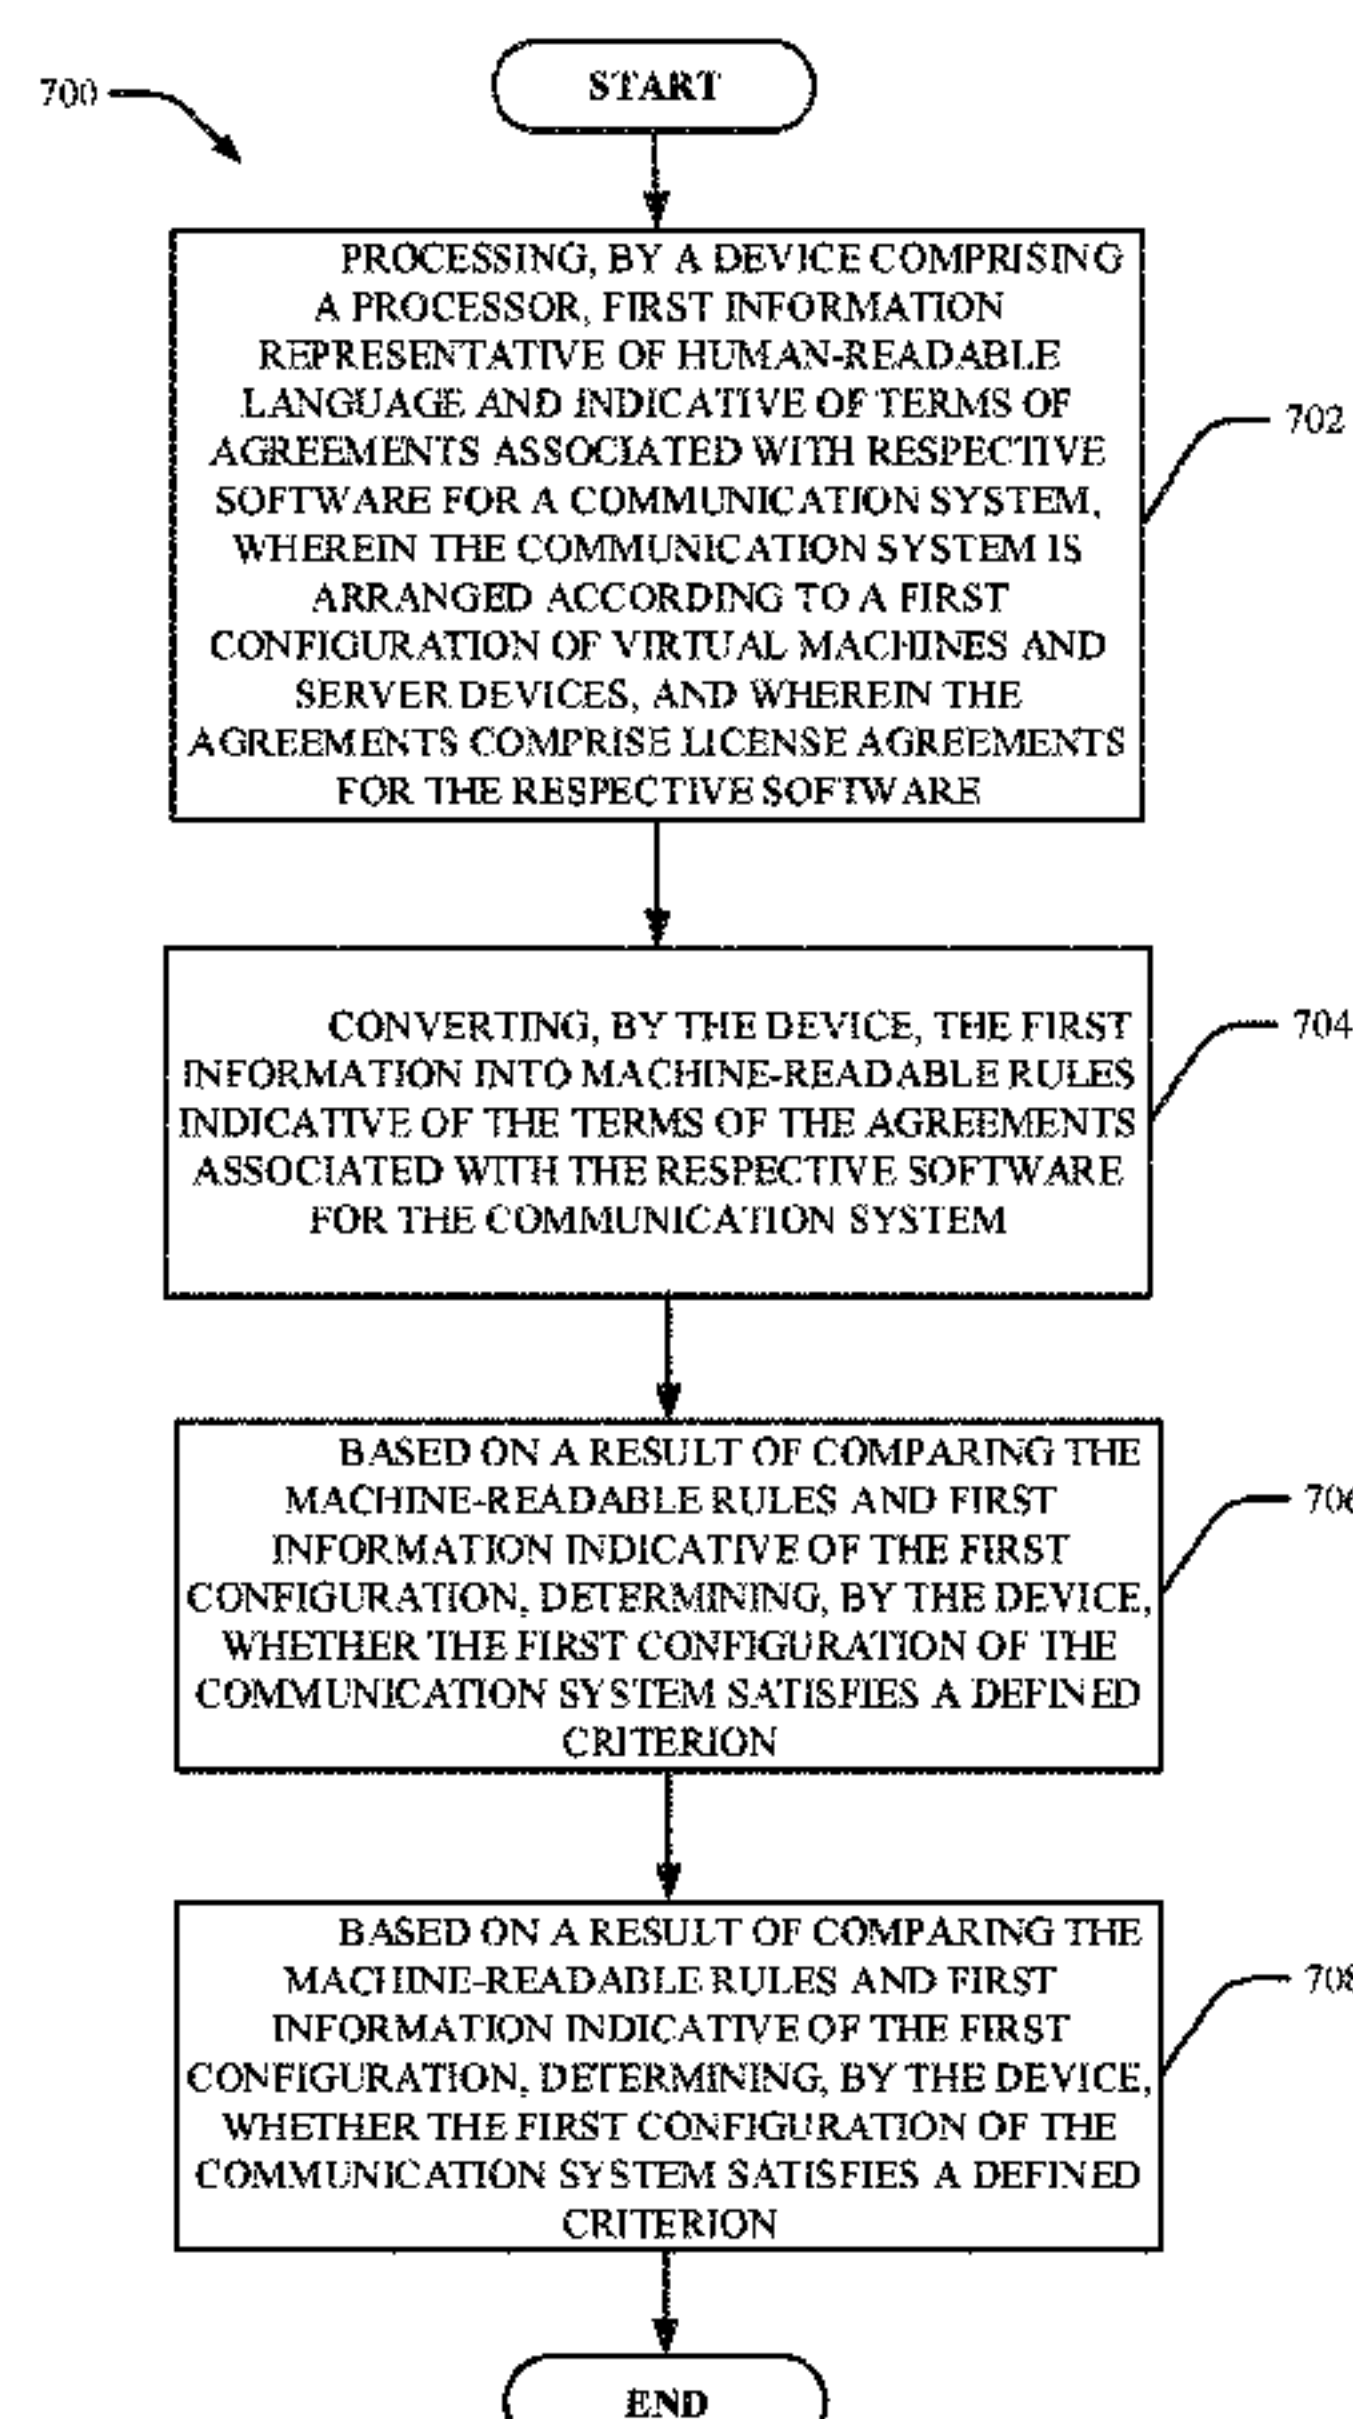 700
START
PROCESSING, BY A DEVICE COMPRISING
A PROCESSOR, FIRST INFORMATION
REPRESENTATIVE OF HUMAN-READABLE
LANGUAGE AND INDICATIVE OF TERMS OF
AGREEMENTS ASSOCIATED WITH RESPECTIVE
SOFTWARE FOR A COMMUNICATION SYSTEM,
WHEREIN THE COMMUNICATION SYSTEM IS
ARRANGED ACCORDING TO A FIRST
CONFIGURATION OF VIRTUAL MACHINES AND
SERVER DEVICES, AND WHEREIN THE
AGREEMENTS COMPRISE LICENSE AGREEMENTS
FOR THE RESPECTIVE SOFTWARE
702
CONVERTING, BY THE DEVICE, THE FIRST
INFORMATION INTO MACHINE-READABLE RULES
INDICATIVE OF THE TERMS OF THE AGREEMENTS
ASSOCIATED WITH THE RESPECTIVE SOFTWARE
FOR THE COMMUNICATION SYSTEM
704
BASED ON A RESULT OF COMPARING THE
MACHINE-READABLE RULES AND FIRST
INFORMATION INDICATIVE OF THE FIRST
CONFIGURATION, DETERMINING, BY THE DEVICE,
WHETHER THE FIRST CONFIGURATION OF THE
COMMUNICATION SYSTEM SATISFIES A DEFINED
CRITERION
706
BASED ON A RESULT OF COMPARING THE
MACHINE-READABLE RULES AND FIRST
INFORMATION INDICATIVE OF THE FIRST
CONFIGURATION, DETERMINING, BY THE DEVICE,
WHETHER THE FIRST CONFIGURATION OF THE
COMMUNICATION SYSTEM SATISFIES A DEFINED
CRITERION
708
END